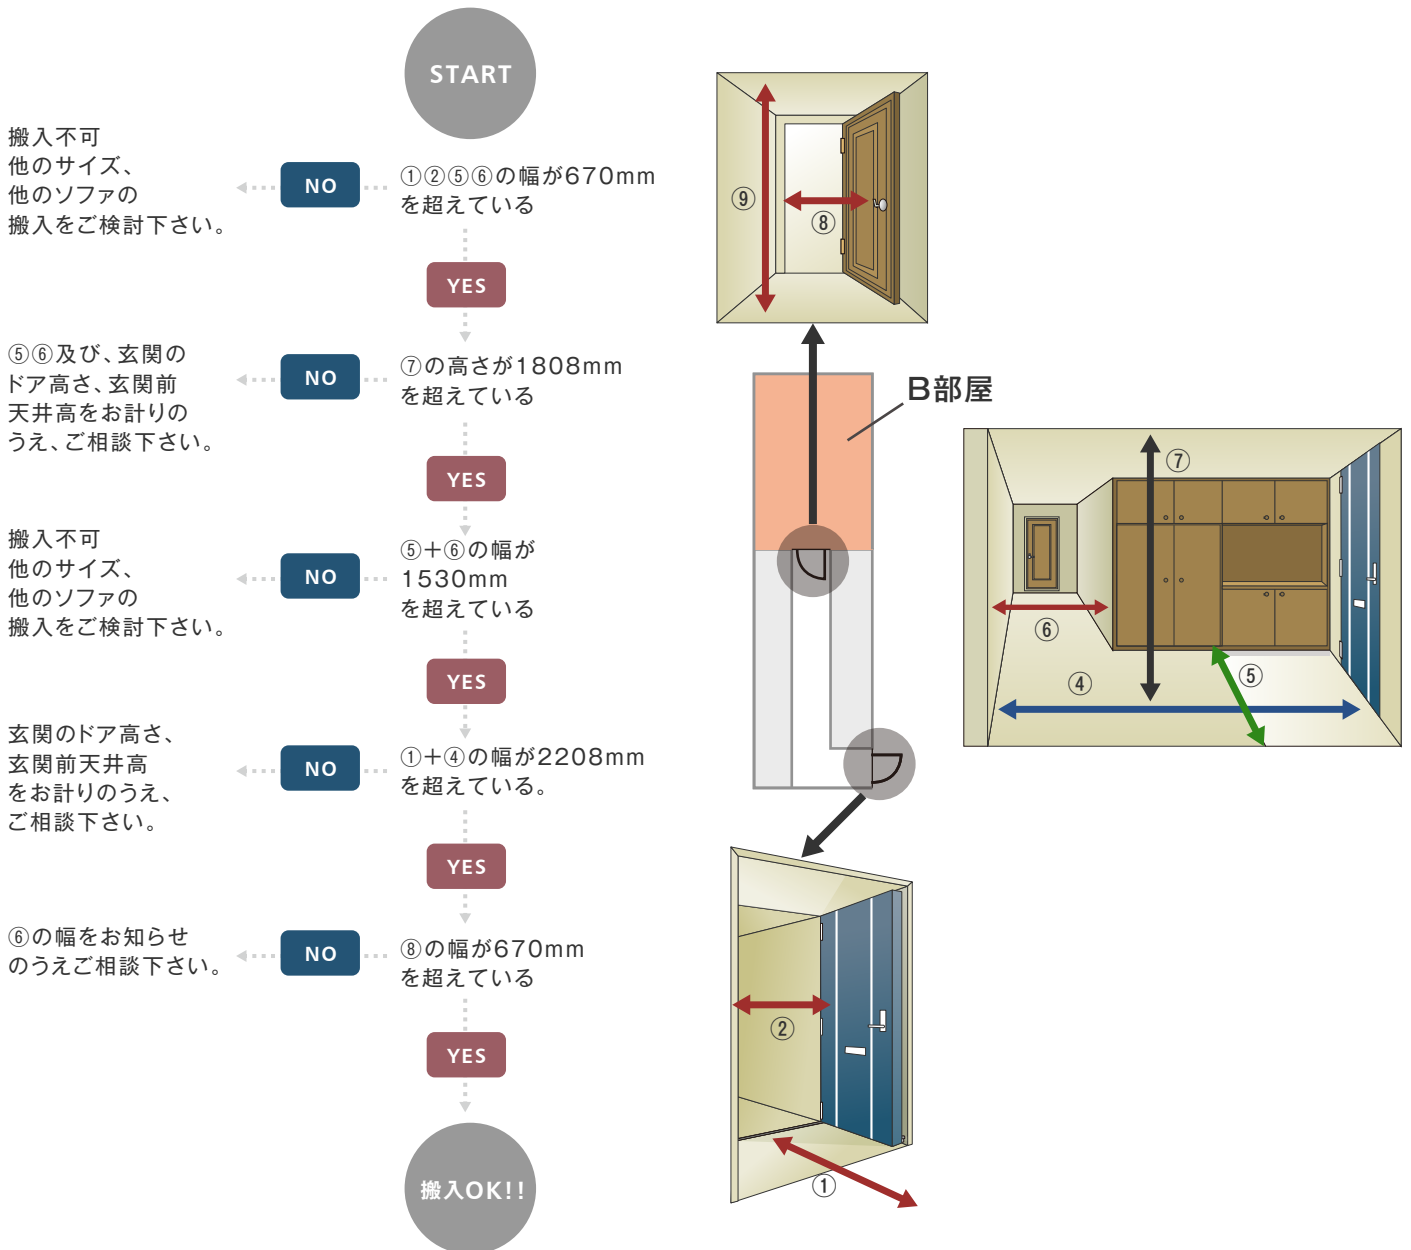 START
搬入不可
他のサイズ、
他のソファの
搬入をご検討下さい。
NO
①②⑤⑥の幅が670mm
を超えている
YES
⑤⑥及び、玄関の
ドア高さ、玄関前
天井高をお計りの
うえ、ご相談下さい。
NO
⑦の高さが1808mm
を超えている
YES
搬入不可
他のサイズ、
他のソファの
搬入をご検討下さい。
NO
⑤＋⑥の幅が
1530mm
を超えている
YES
玄関のドア高さ、
玄関前天井高
をお計りのうえ、
ご相談下さい。
NO
①＋④の幅が2208mm
を超えている。
YES
⑥の幅をお知らせ
のうえご相談下さい。
NO
⑧の幅が670mm
を超えている
YES
搬入OK!!
⑨
⑧
B部屋
⑦
⑥
④
⑤
②
①